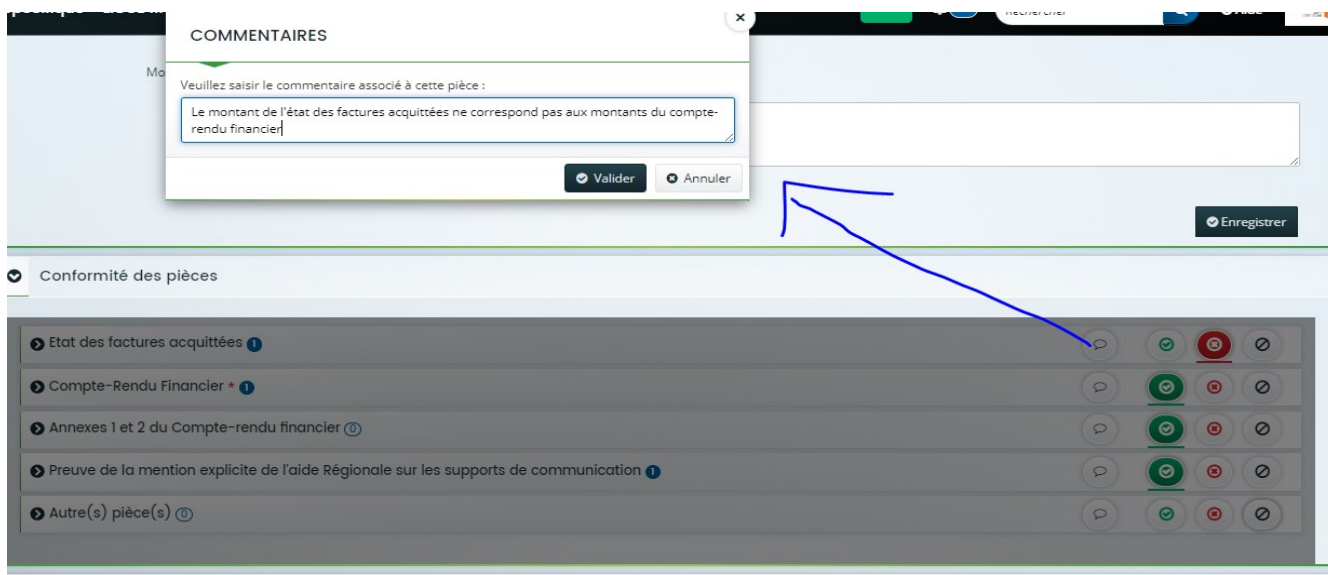 COMMENTAIRES
Mo
Veuillez saisir le commentaire associé à cette pièce :
Le montant de l'état des factures acquittées ne correspond pas aux montants du compte-
rendu financier
Valider Annuler
Enregistrer
Conformité des pièces
Etat des factures acquittées 1
Compte-Rendu Financier * 1
Annexes 1 et 2 du Compte-rendu financier 0
Preuve de la mention explicite de l'aide Régionale sur les supports de communication 1
Autre(s) pièce(s) 0